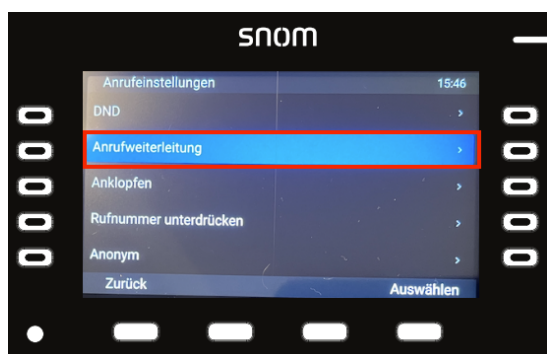 snom
Anrufeinstellungen 15:46
DND
Anrufweiterleitung
Anklopfen
Rufnummer unterdrücken
Anonym
Zurück Auswählen